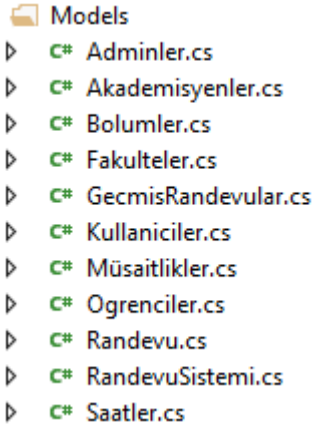 Models
C# Adminler.cs
C# Akademisyenler.cs
C# Bolumler.cs
C# Fakulteler.cs
C# GecmisRandevular.cs
C# Kullaniciler.cs
C# Müsaitlikler.cs
C# Ogrenciler.cs
C# Randevu.cs
C# RandevuSistemi.cs
C# Saatler.cs